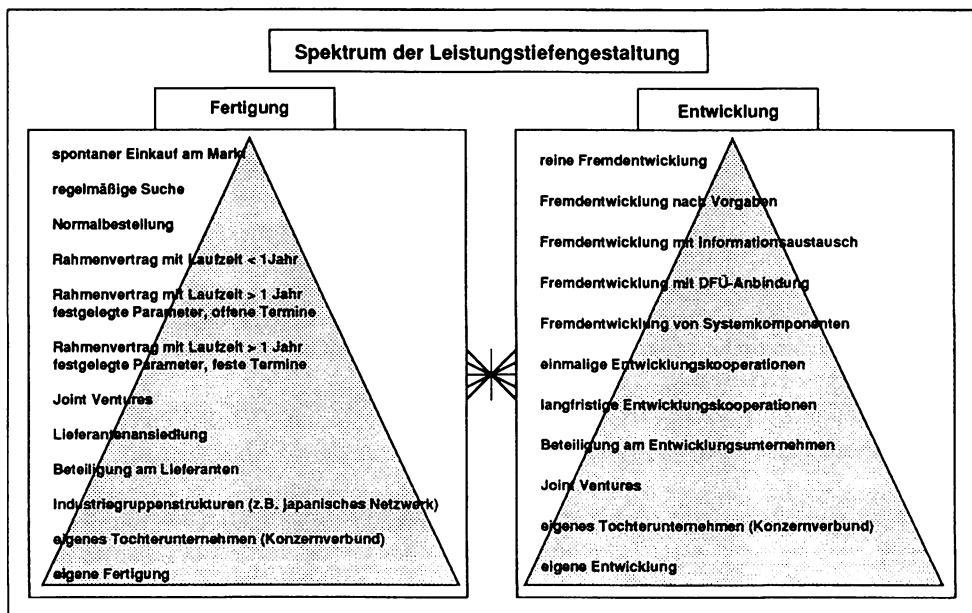 Spektrum der Leistungstiefengestaltung
Fertigung
spontaner Einkauf am Markt
regelmäßige Suche
Normalbestellung
Rahmenvertrag mit Laufzeit < 1Jahr
Rahmenvertrag mit Laufzeit > 1 Jahr
festgelegte Parameter, offene Termine
Rahmenvertrag mit Laufzeit > 1 Jahr
festgelegte Parameter, feste Termine
Joint Ventures
Lieferantenansiedlung
Beteiligung am Lieferanten
Industriegruppenstrukturen (z.B. japanisches Netzwerk)
eigenes Tochterunternehmen (Konzernverbund)
eigene Fertigung
Entwicklung
reine Fremdentwicklung
Fremdentwicklung nach Vorgaben
Fremdentwicklung mit Informationsaustausch
Fremdentwicklung mit DFÜ-Anbindung
Fremdentwicklung von Systemkomponenten
einmalige Entwicklungskooperationen
langfristige Entwicklungskooperationen
Beteiligung am Entwicklungsunternehmen
Joint Ventures
eigenes Tochterunternehmen (Konzernverbund)
eigene Entwicklung